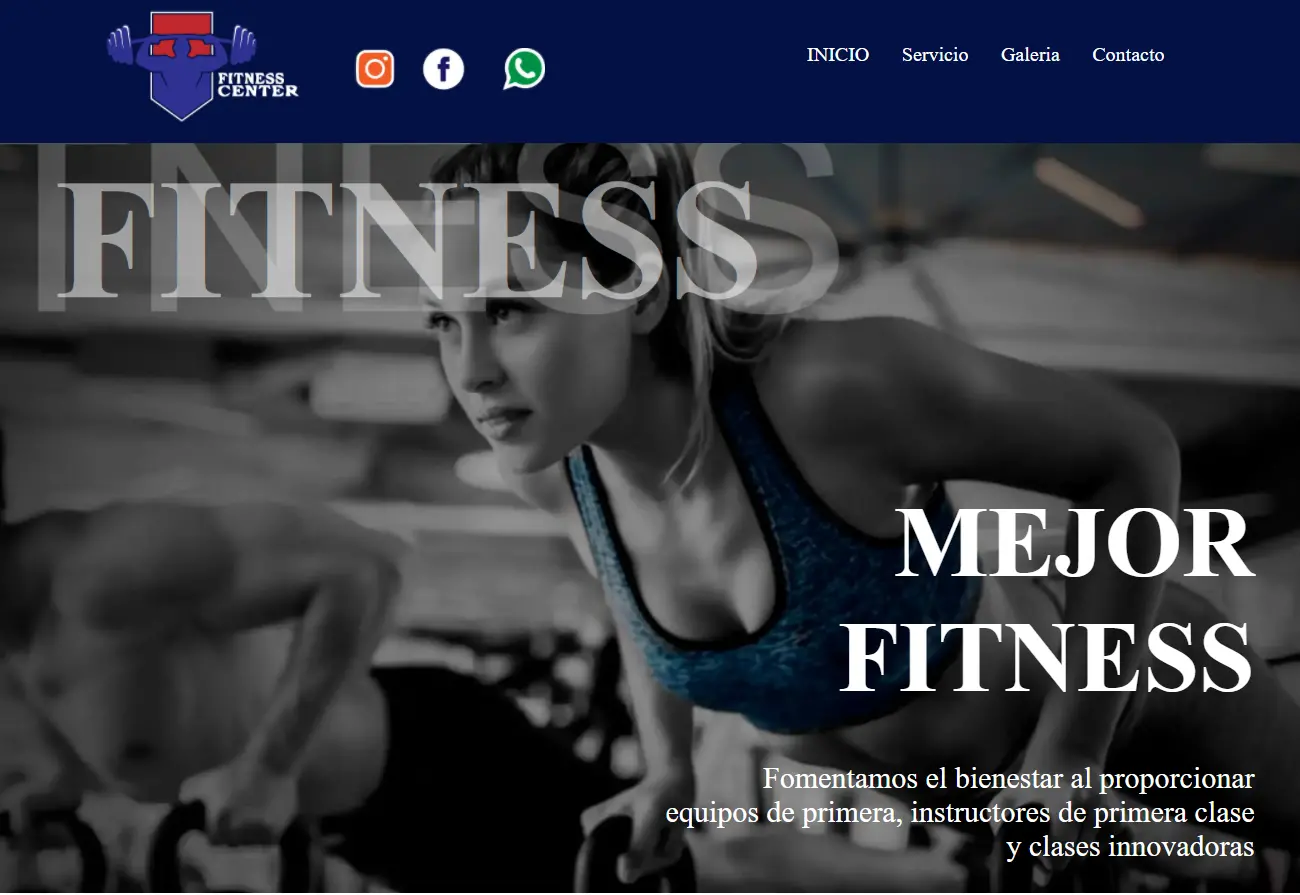 FITNESS
CENTER
INICIO Servicio Galeria Contacto
FITNESS
MEJOR
FITNESS
Fomentamos el bienestar al proporcionar
equipos de primera, instructores de primera clase
y clases innovadoras